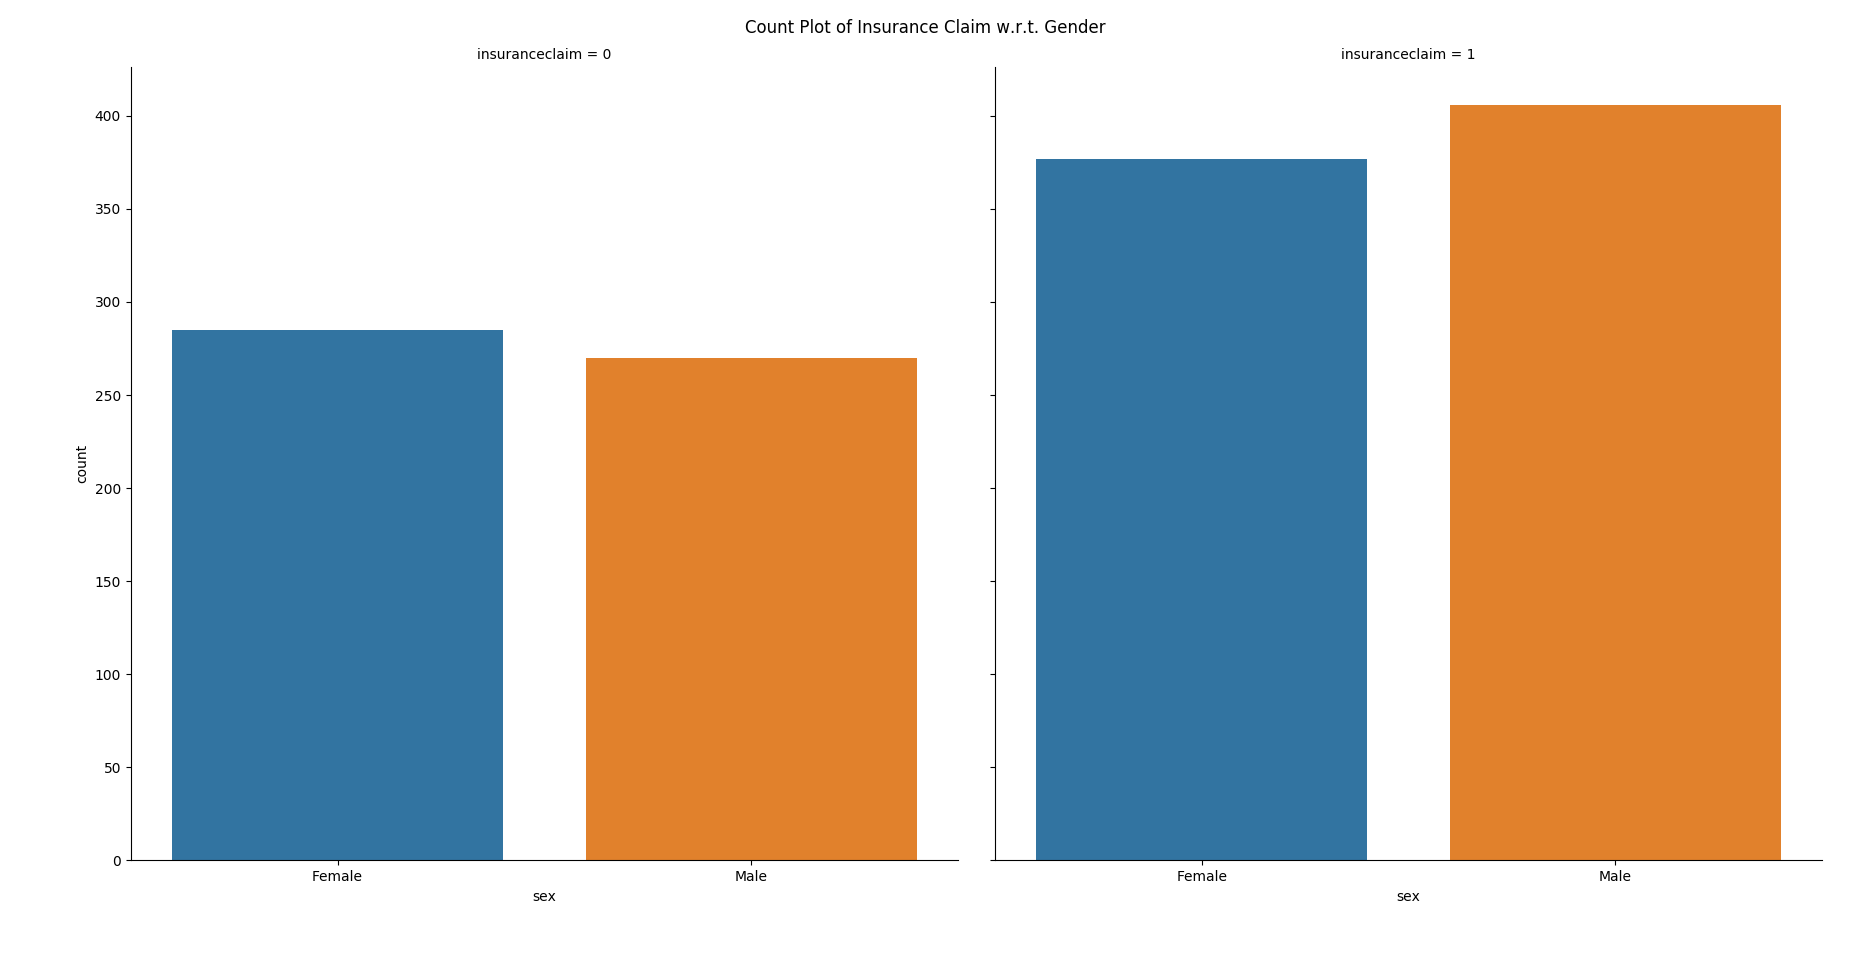 Count Plot of Insurance Claim w.r.t. Gender
insuranceclaim = 0
insuranceclaim = 1
400
350
300
250
200
150
100
50
0
count
Female
Male
sex
Female
Male
sex